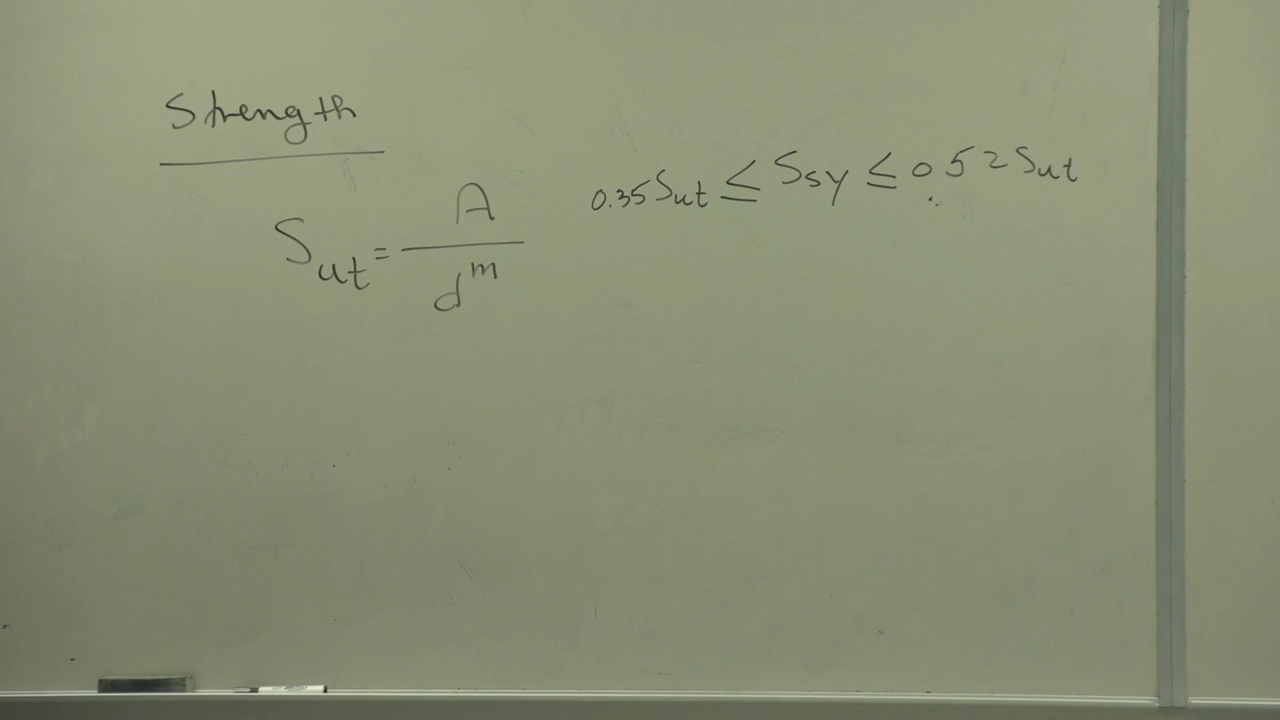 Strength
0.35 Sut ≤ Ssy ≤ 0.52 Sut
Sut = A / d^m